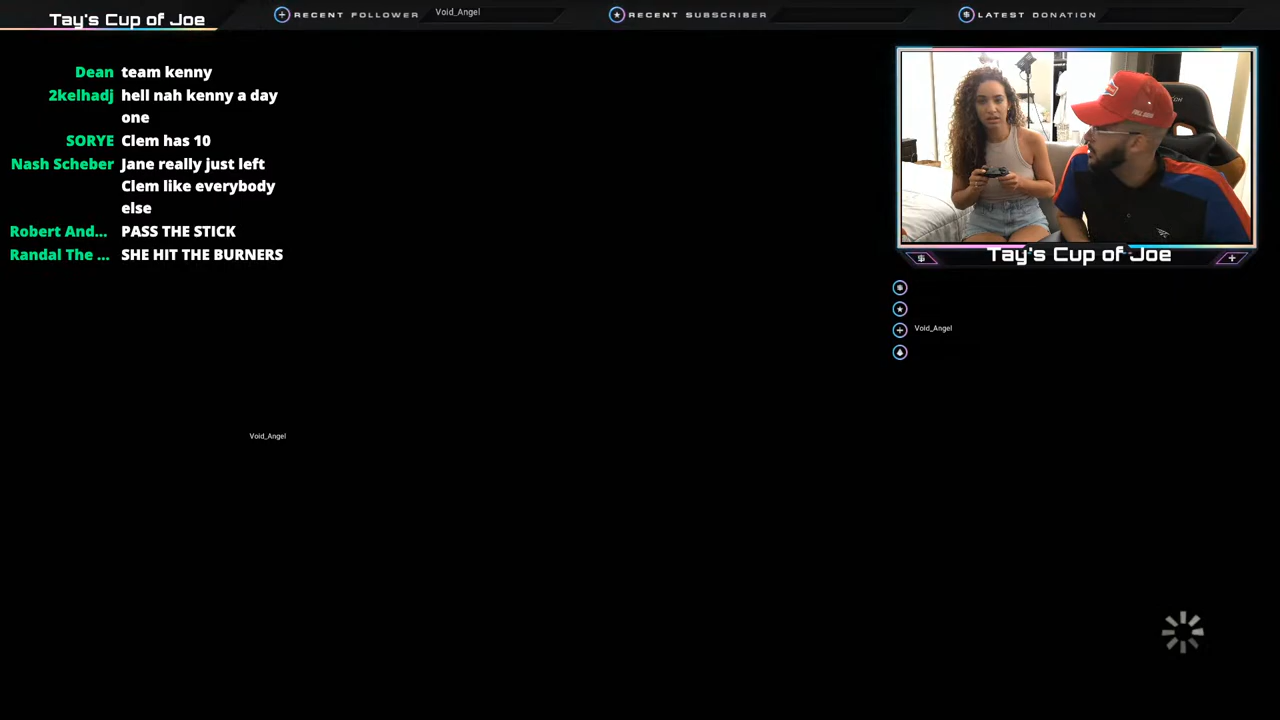 Tay's Cup of Joe
RECENT FOLLOWER
Void_Angel
RECENT SUBSCRIBER
LATEST DONATION
Dean team kenny
2kelhadj hell nah kenny a day
one
SORYE Clem has 10
Nash Scheber Jane really just left
Clem like everybody
else
Robert And... PASS THE STICK
Randal The ... SHE HIT THE BURNERS
Tay's Cup of Joe
Void_Angel
Void_Angel